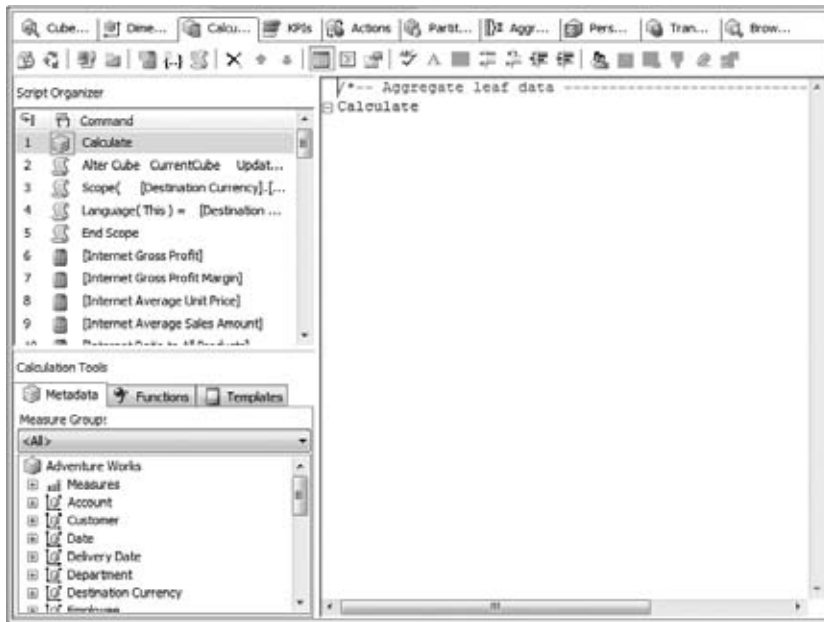 Cube... Dime... Calcu... KPIs Actions Partit... Aggr... Pers... Tran... Brow...
Script Organizer
Command
1 Calculate
2 Alter Cube CurrentCube Updat...
3 Scope( [Destination Currency].[...
4 Language(This) = [Destination ...
5 End Scope
6 [Internet Gross Profit]
7 [Internet Gross Profit Margin]
8 [Internet Average Unit Price]
9 [Internet Average Sales Amount]
Calculation Tools
Metadata Functions Templates
Measure Group:
<All>
Adventure Works
Measures
Account
Customer
Date
Delivery Date
Department
Destination Currency
/*-- Aggregate leaf data -----------------------------
Calculate